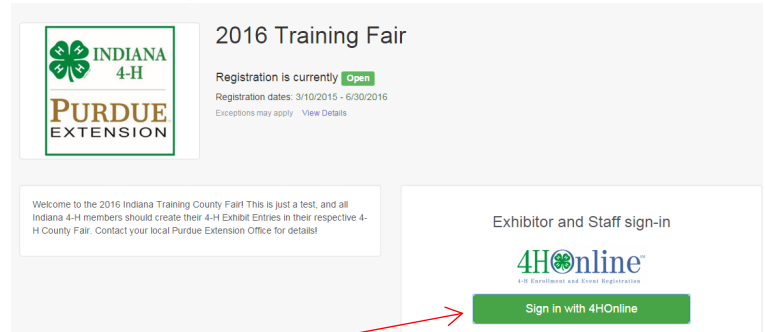 INDIANA
4-H
PURDUE
EXTENSION
2016 Training Fair
Registration is currently Open
Registration dates: 3/10/2015 - 6/30/2016
Exceptions may apply View Details
Welcome to the 2016 Indiana Training County Fair! This is just a test, and all
Indiana 4-H members should create their 4-H Exhibit Entries in their respective 4-
H County Fair. Contact your local Purdue Extension Office for details!
Exhibitor and Staff sign-in
4HOnline™
4-H Enrollment and Event Registration
Sign in with 4HOnline